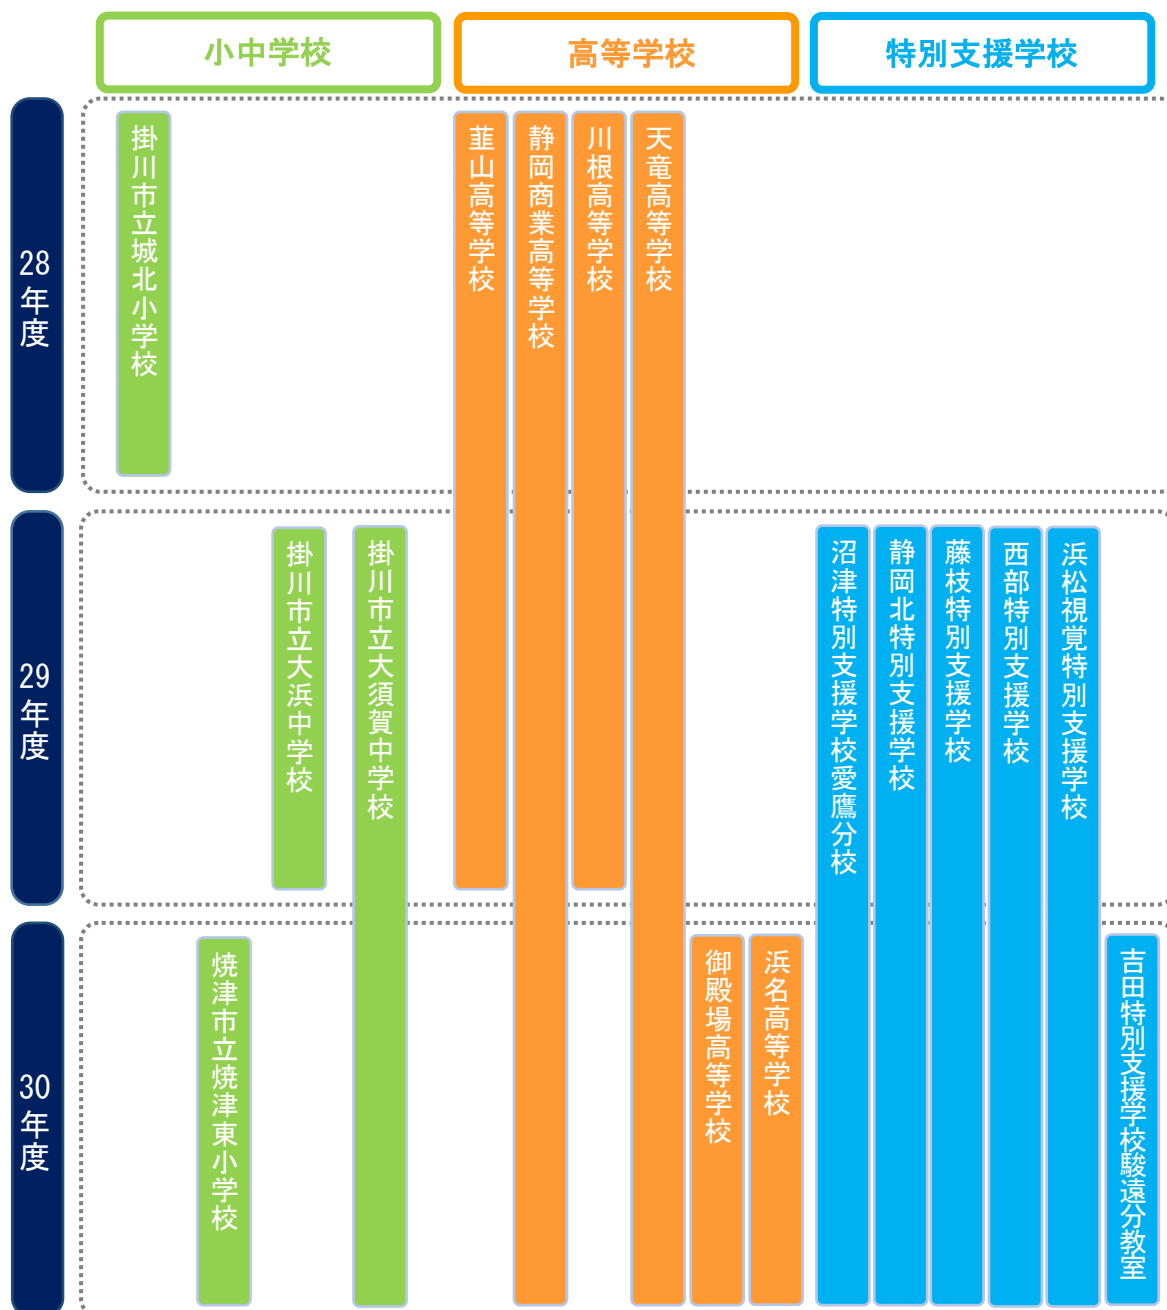 小中学校
高等学校
特別支援学校
28年度
掛川市立城北小学校
韮山高等学校
静岡商業高等学校
川根高等学校
天竜高等学校
29年度
掛川市立大浜中学校
掛川市立大須賀中学校
沼津特別支援学校愛鷹分校
静岡北特別支援学校
藤枝特別支援学校
西部特別支援学校
浜松視覚特別支援学校
30年度
焼津市立焼津東小学校
御殿場高等学校
浜名高等学校
吉田特別支援学校駿遠分教室